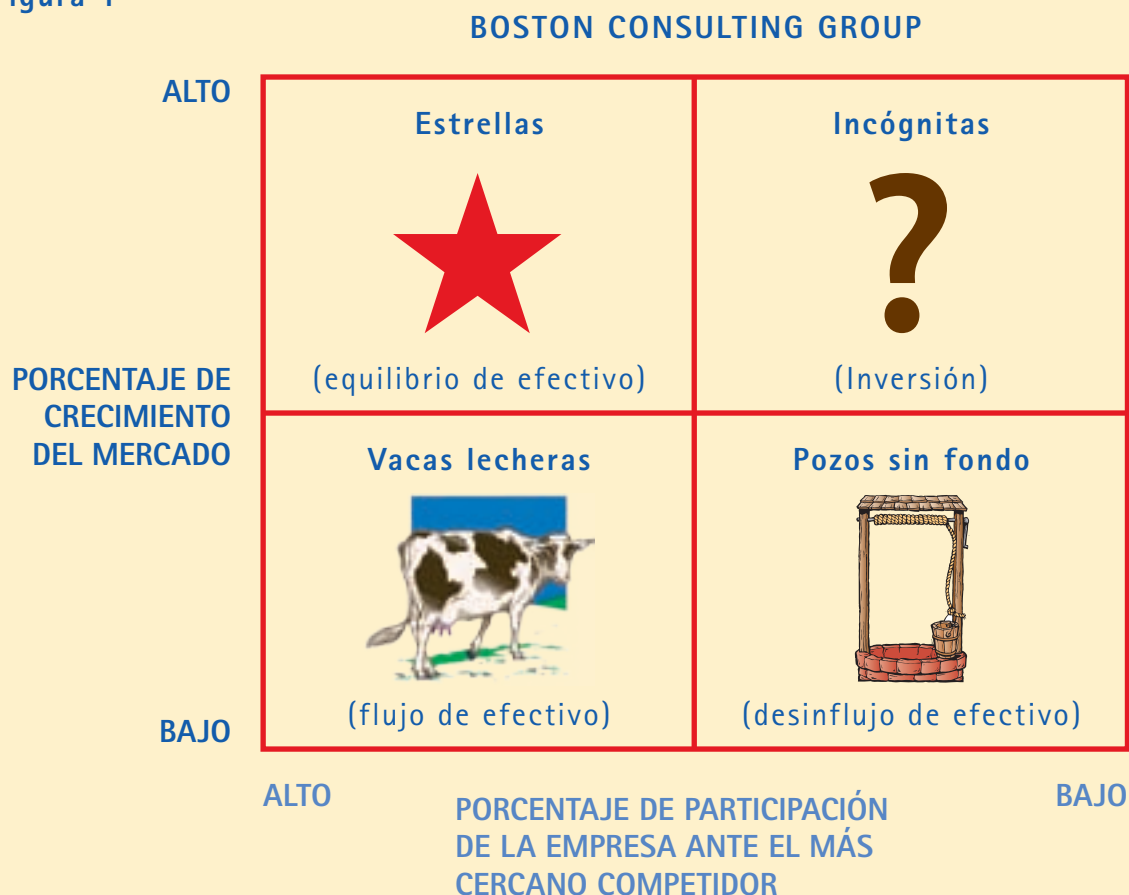 igura 1
BOSTON CONSULTING GROUP
ALTO
Estrellas
Incógnitas
?
(equilibrio de efectivo)
(Inversión)
PORCENTAJE DE
CRECIMIENTO
DEL MERCADO
Vacas lecheras
Pozos sin fondo
(flujo de efectivo)
(desinflujo de efectivo)
BAJO
ALTO
BAJO
PORCENTAJE DE PARTICIPACIÓN
DE LA EMPRESA ANTE EL MÁS
CERCANO COMPETIDOR